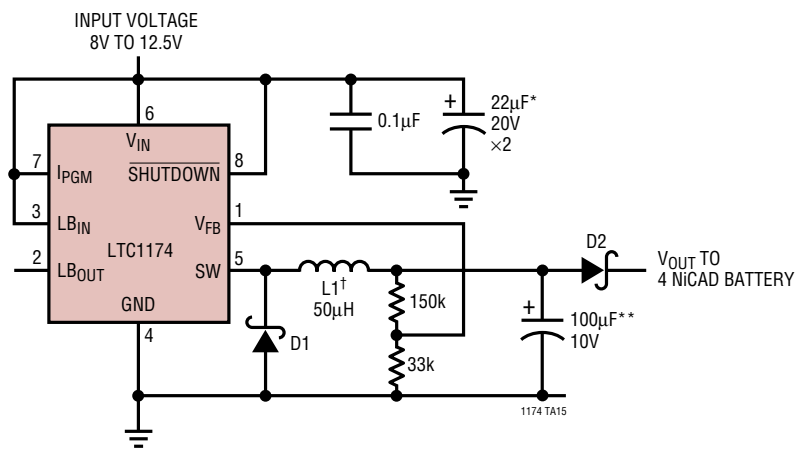 INPUT VOLTAGE
8V TO 12.5V
6
VIN
7
IPGM
SHUTDOWN
8
0.1µF
+
22µF*
20V
×2
3
LBIN
VFB
1
LTC1174
2
LBOUT
SW
5
L1†
50µH
D2
VOUT TO
4 NiCAD BATTERY
GND
4
D1
150k
33k
+
100µF**
10V
1174 TA15